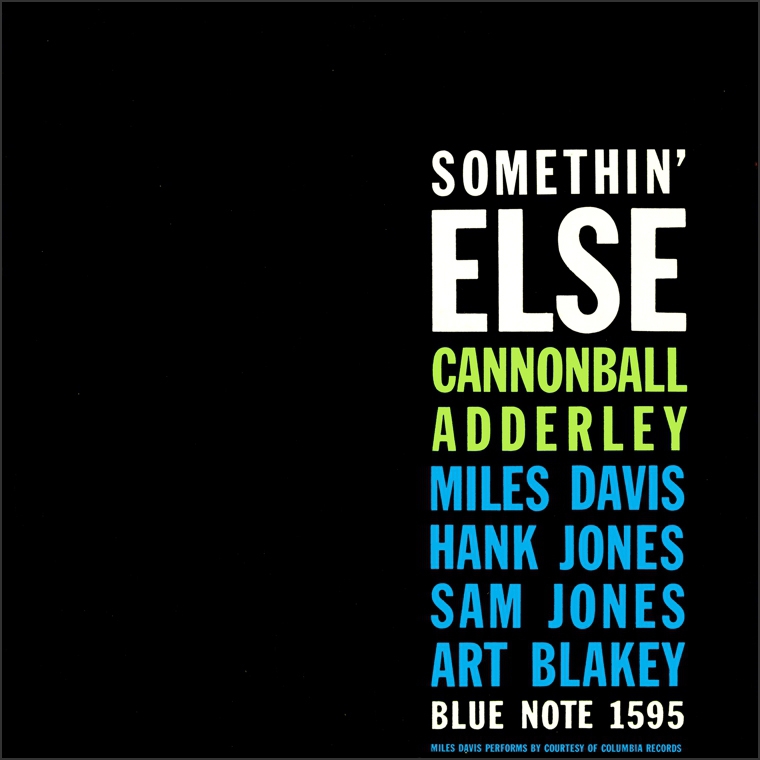 SOMETHIN'
ELSE
CANNONBALL
ADDERLEY
MILES DAVIS
HANK JONES
SAM JONES
ART BLAKEY
BLUE NOTE 1595
MILES DAVIS PERFORMS BY COURTESY OF COLUMBIA RECORDS